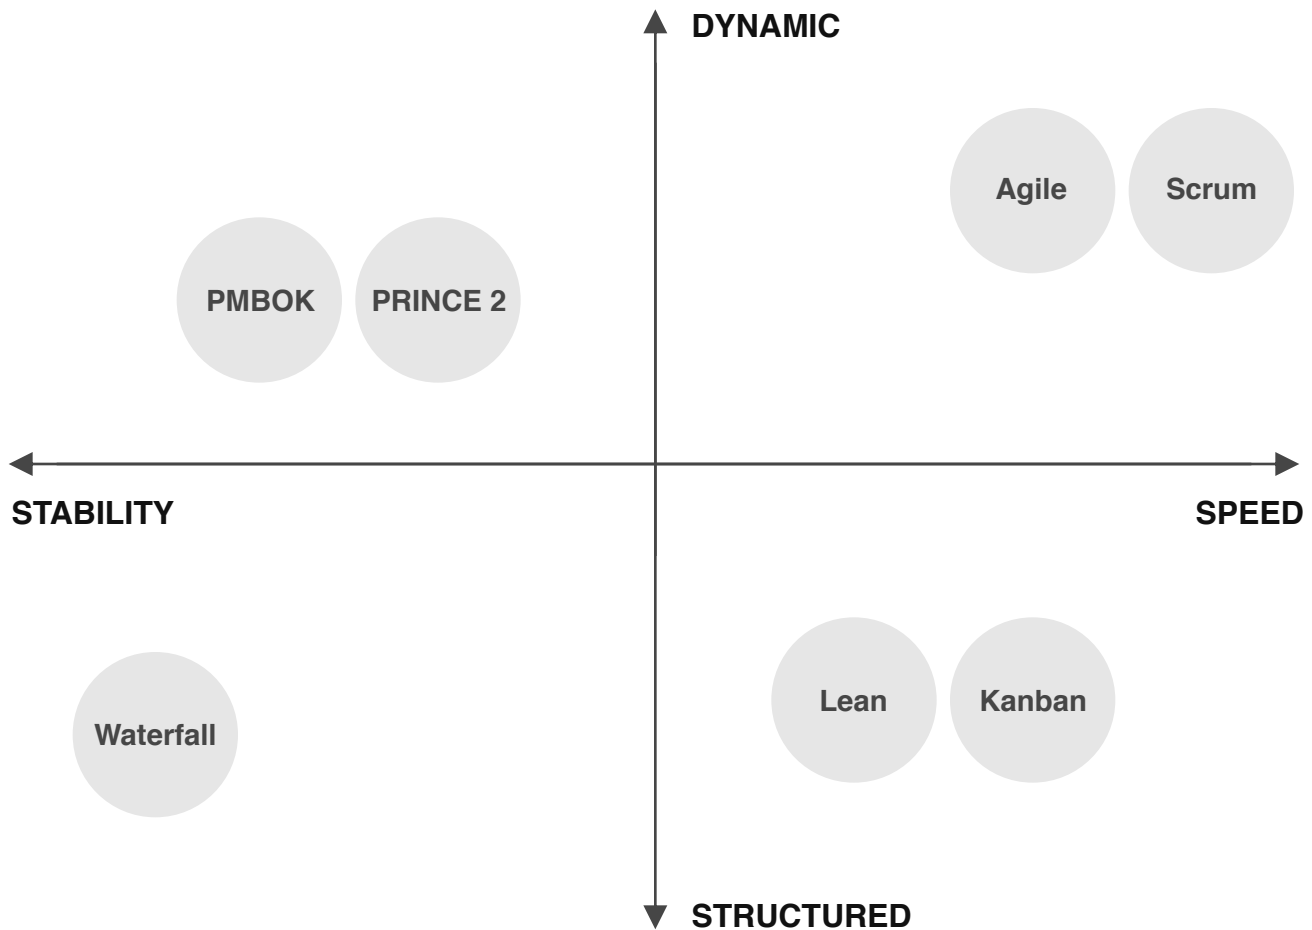 DYNAMIC
Agile
Scrum
PMBOK
PRINCE 2
STABILITY
SPEED
Lean
Kanban
Waterfall
STRUCTURED